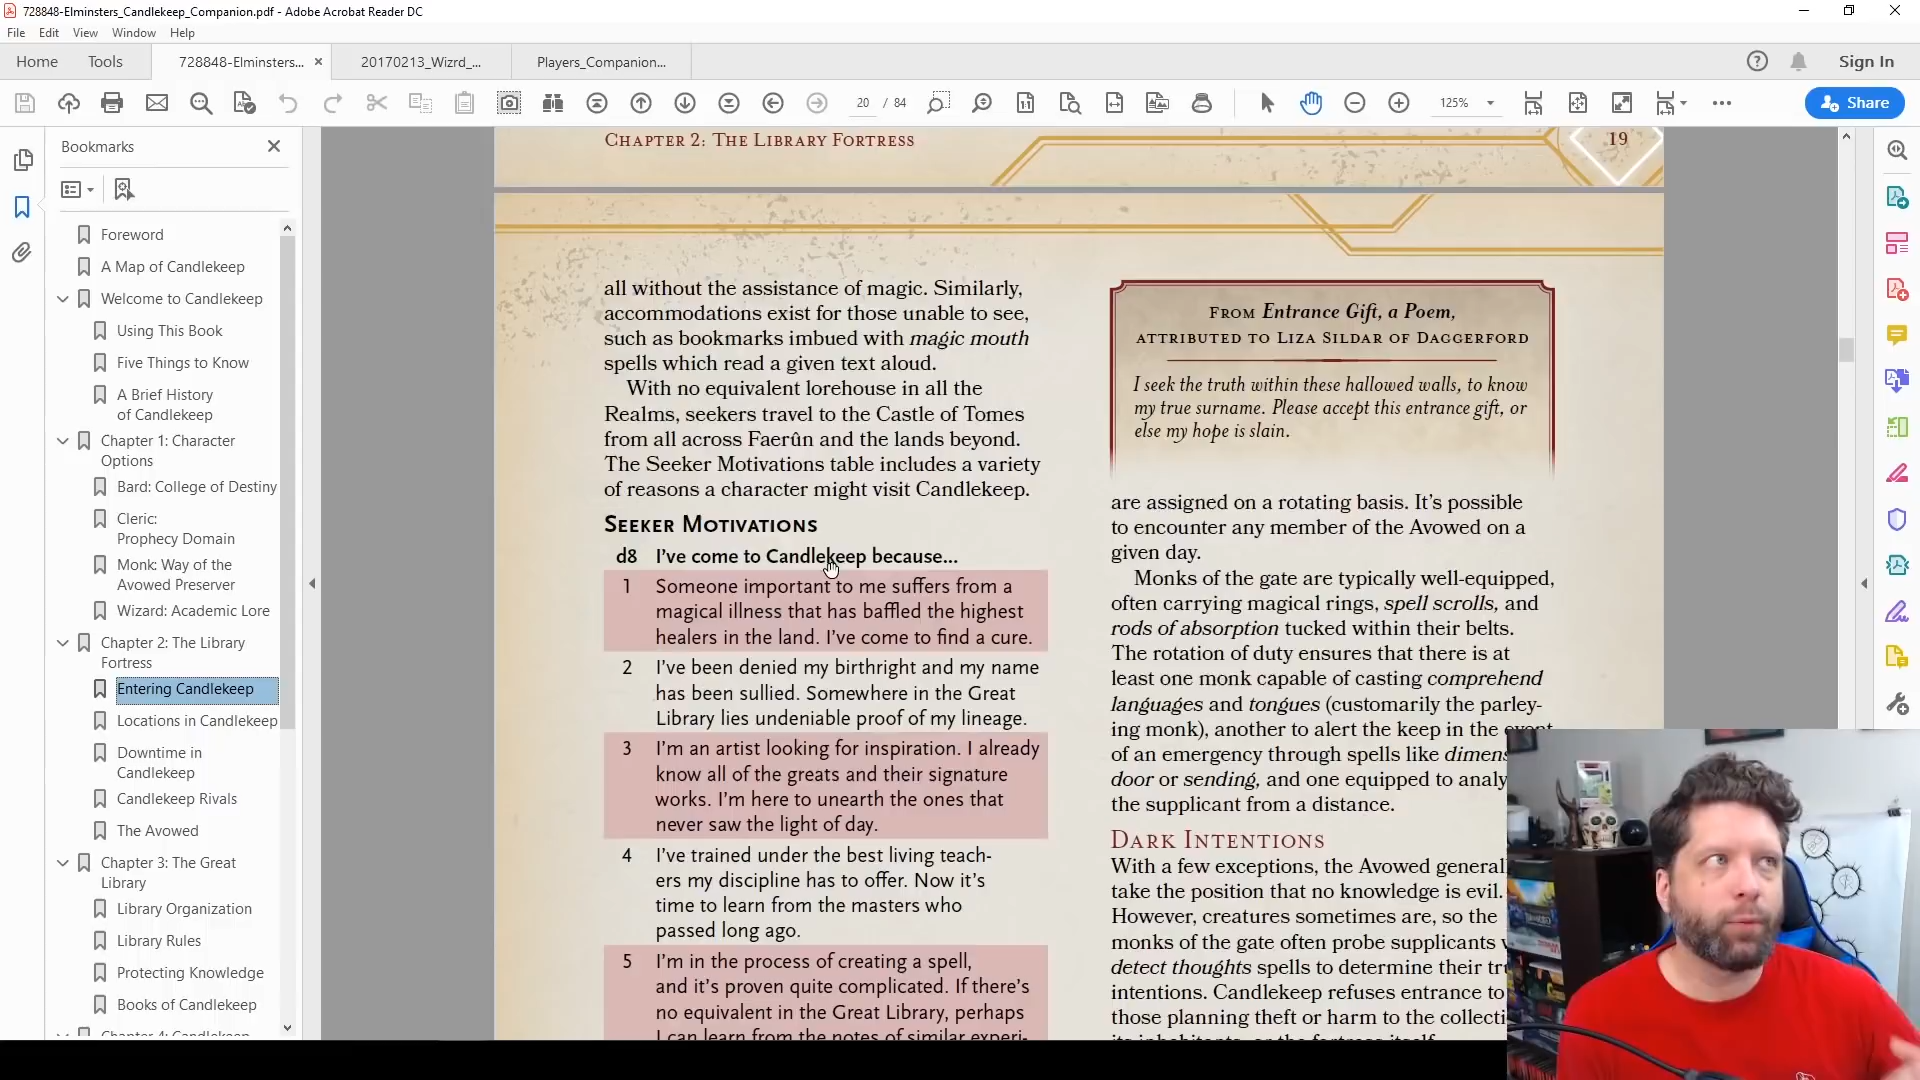 728848-Elminsters_Candlekeep_Companion.pdf - Adobe Acrobat Reader DC
File Edit View Window Help
Home Tools 728848-Elminsters... × 20170213_Wizrd_... Players_Companion... Sign In
20 / 84 125% Share
Bookmarks
Foreword
A Map of Candlekeep
Welcome to Candlekeep
Using This Book
Five Things to Know
A Brief History
of Candlekeep
Chapter 1: Character
Options
Bard: College of Destiny
Cleric:
Prophecy Domain
Monk: Way of the
Avowed Preserver
Wizard: Academic Lore
Chapter 2: The Library
Fortress
Entering Candlekeep
Locations in Candlekeep
Downtime in
Candlekeep
Candlekeep Rivals
The Avowed
Chapter 3: The Great
Library
Library Organization
Library Rules
Protecting Knowledge
Books of Candlekeep
Chapter 4: Candlekeep
Chapter 2: The Library Fortress 19
all without the assistance of magic. Similarly,
accommodations exist for those unable to see,
such as bookmarks imbued with magic mouth
spells which read a given text aloud.
With no equivalent lorehouse in all the
Realms, seekers travel to the Castle of Tomes
from all across Faerûn and the lands beyond.
The Seeker Motivations table includes a variety
of reasons a character might visit Candlekeep.
Seeker Motivations
d8 I've come to Candlekeep because...
1 Someone important to me suffers from a
magical illness that has baffled the highest
healers in the land. I've come to find a cure.
2 I've been denied my birthright and my name
has been sullied. Somewhere in the Great
Library lies undeniable proof of my lineage.
3 I'm an artist looking for inspiration. I already
know all of the greats and their signature
works. I'm here to unearth the ones that
never saw the light of day.
4 I've trained under the best living teach-
ers my discipline has to offer. Now it's
time to learn from the masters who
passed long ago.
5 I'm in the process of creating a spell,
and it's proven quite complicated. If there's
no equivalent in the Great Library, perhaps
I can learn from the notes of similar experi-
From Entrance Gift, a Poem,
attributed to Liza Sildar of Daggerford
I seek the truth within these hallowed walls, to know
my true surname. Please accept this entrance gift, or
else my hope is slain.
are assigned on a rotating basis. It's possible
to encounter any member of the Avowed on a
given day.
Monks of the gate are typically well-equipped,
often carrying magical rings, spell scrolls, and
rods of absorption tucked within their belts.
The rotation of duty ensures that there is at
least one monk capable of casting comprehend
languages and tongues (customarily the parley-
ing monk), another to alert the keep in the event
of an emergency through spells like dimens
door or sending, and one equipped to analy
the supplicant from a distance.
Dark Intentions
With a few exceptions, the Avowed general
take the position that no knowledge is evil.
However, creatures sometimes are, so the
monks of the gate often probe supplicants
detect thoughts spells to determine their tr
intentions. Candlekeep refuses entrance to
those planning theft or harm to the collecti
its inhabitants, or the fortress itself.